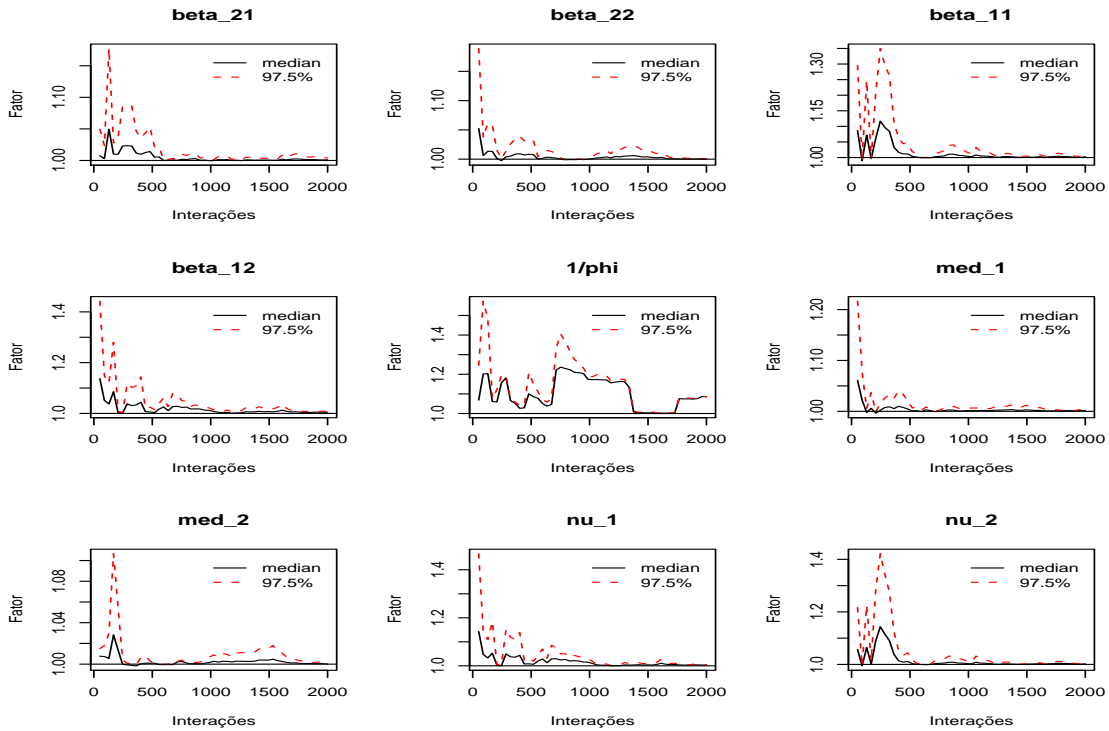 beta_21
Fator
1.00
1.10
median
97.5%
0
500
1000
1500
2000
Interações
beta_22
Fator
1.00
1.10
median
97.5%
0
500
1000
1500
2000
Interações
beta_11
Fator
1.00
1.15
1.30
median
97.5%
0
500
1000
1500
2000
Interações
beta_12
Fator
1.0
1.2
1.4
median
97.5%
0
500
1000
1500
2000
Interações
1/phi
Fator
1.0
1.2
1.4
median
97.5%
0
500
1000
1500
2000
Interações
med_1
Fator
1.00
1.10
1.20
median
97.5%
0
500
1000
1500
2000
Interações
med_2
Fator
1.00
1.04
1.08
median
97.5%
0
500
1000
1500
2000
Interações
nu_1
Fator
1.0
1.2
1.4
median
97.5%
0
500
1000
1500
2000
Interações
nu_2
Fator
1.0
1.2
1.4
median
97.5%
0
500
1000
1500
2000
Interações